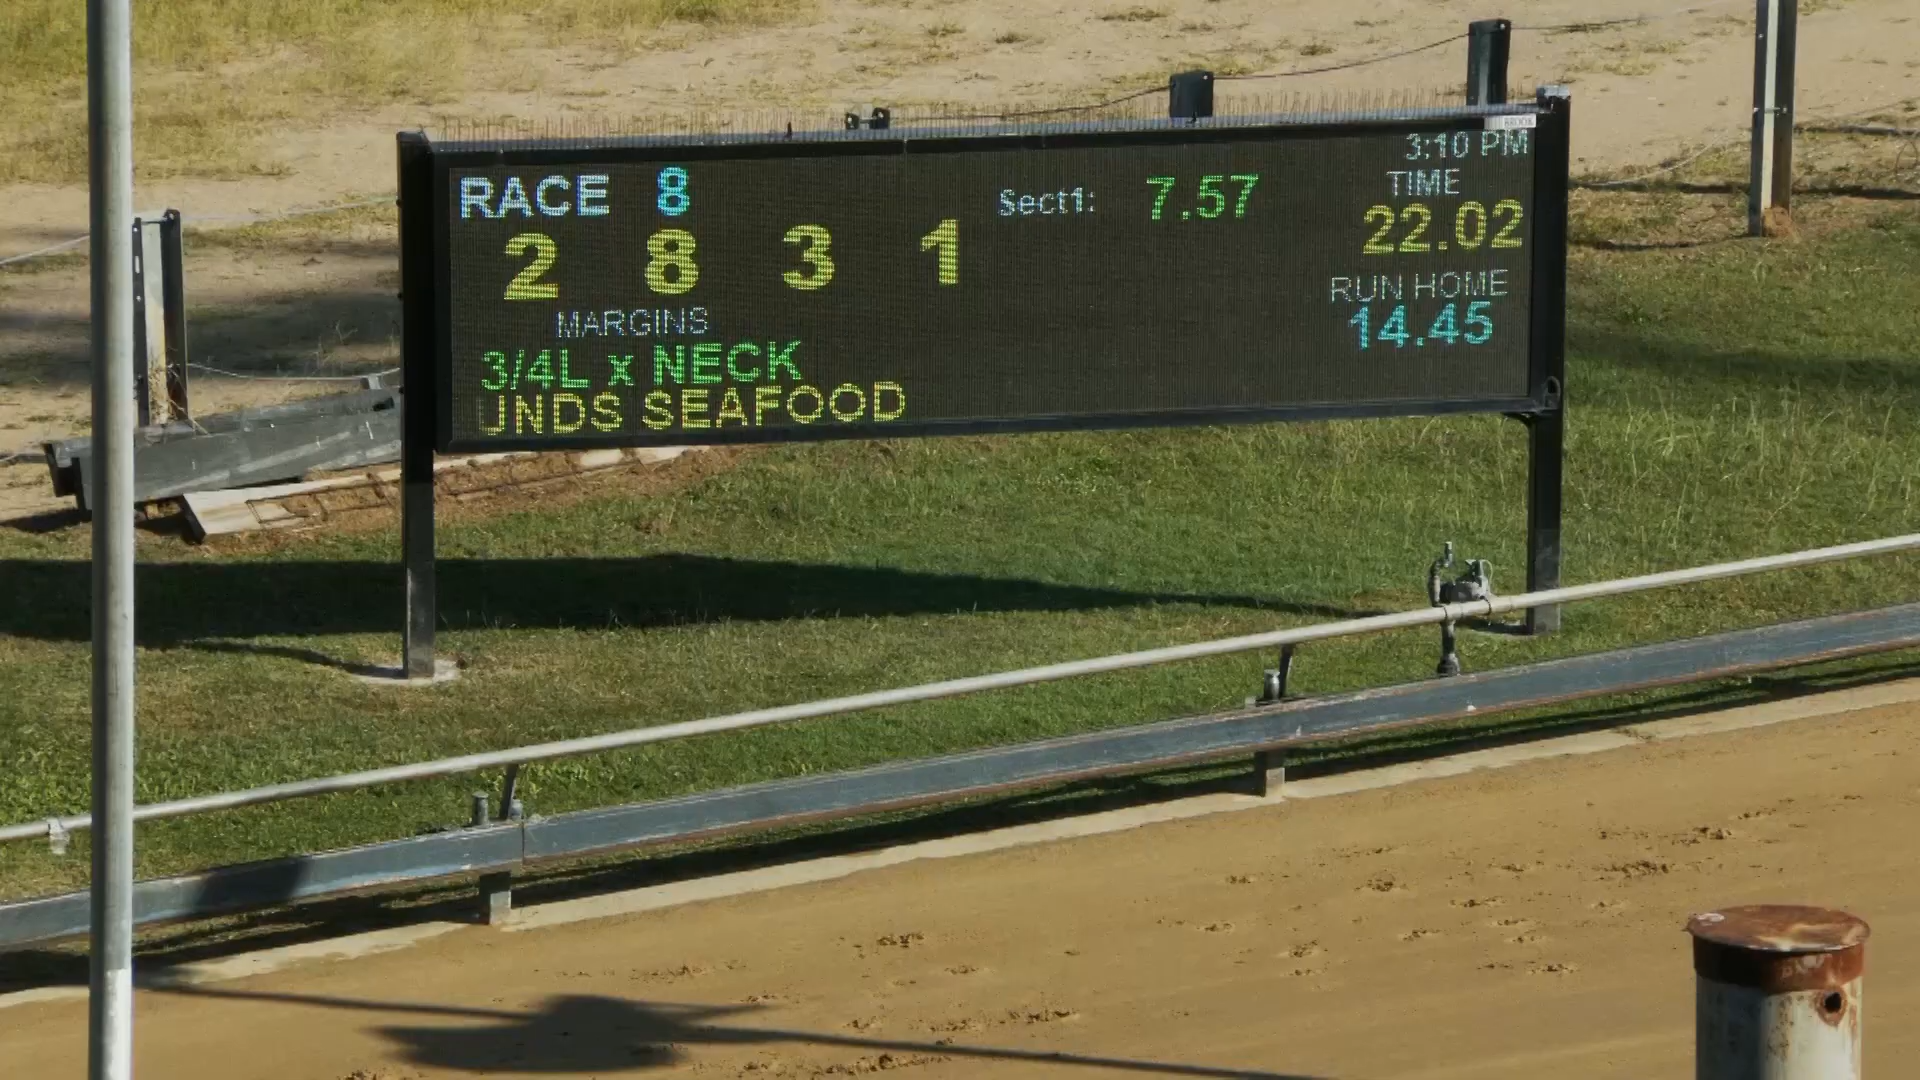 BROOK
3:10 PM
RACE 8
Sect1: 7.57
TIME
22.02
2 8 3 1
RUN HOME
14.45
MARGINS
3/4L x NECK
UNDS SEAFOOD